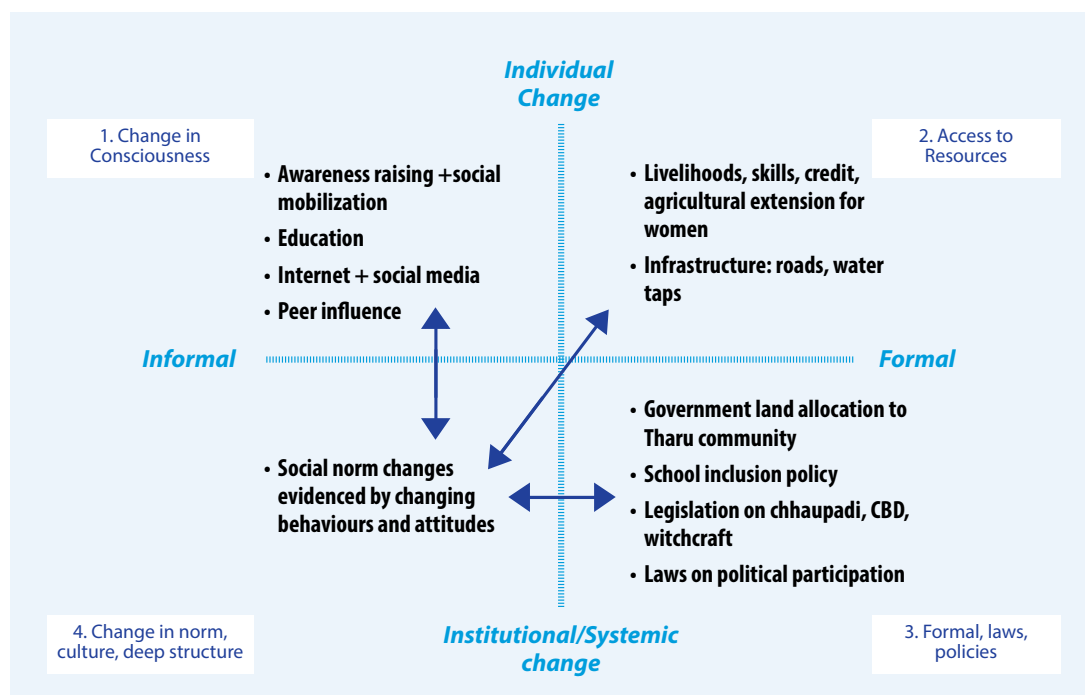 Individual
Change
1. Change in
Consciousness
2. Access to
Resources
• Awareness raising +social
mobilization
• Education
• Internet + social media
• Peer influence
• Livelihoods, skills, credit,
agricultural extension for
women
• Infrastructure: roads, water
taps
Informal
Formal
• Social norm changes
evidenced by changing
behaviours and attitudes
• Government land allocation to
Tharu community
• School inclusion policy
• Legislation on chhaupadi, CBD,
witchcraft
• Laws on political participation
4. Change in norm,
culture, deep structure
Institutional/Systemic
change
3. Formal, laws,
policies